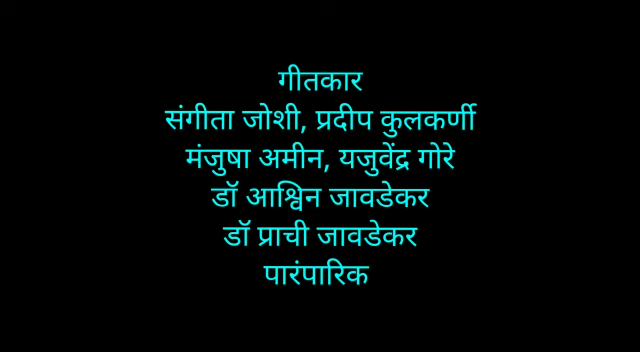 गीतकार
संगीता जोशी, प्रदीप कुलकर्णी
मंजुषा अमीन, यजुवेंद्र गोरे
डॉ आश्विन जावडेकर
डॉ प्राची जावडेकर
पारंपारिक